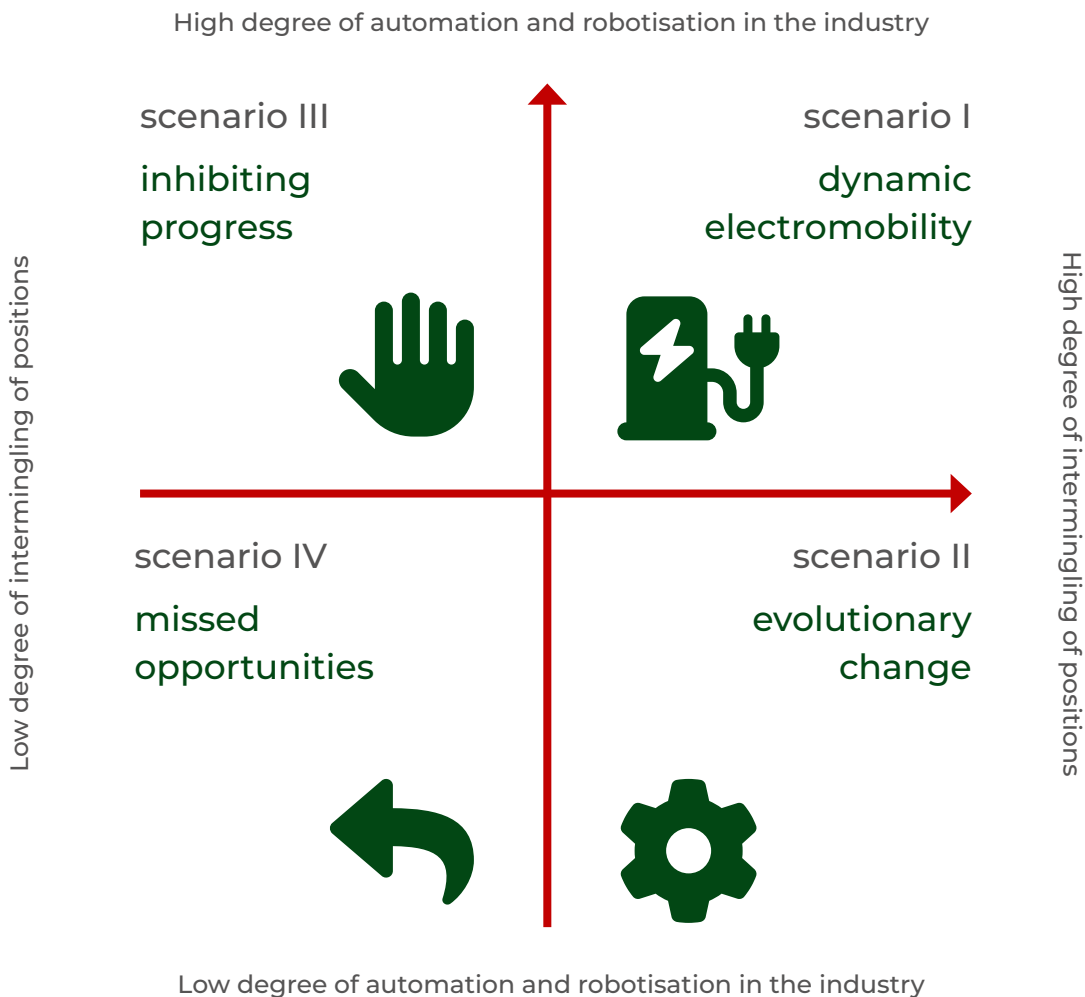 High degree of automation and robotisation in the industry
scenario III
inhibiting
progress
scenario I
dynamic
electromobility
Low degree of intermingling of positions
High degree of intermingling of positions
scenario IV
missed
opportunities
scenario II
evolutionary
change
Low degree of automation and robotisation in the industry